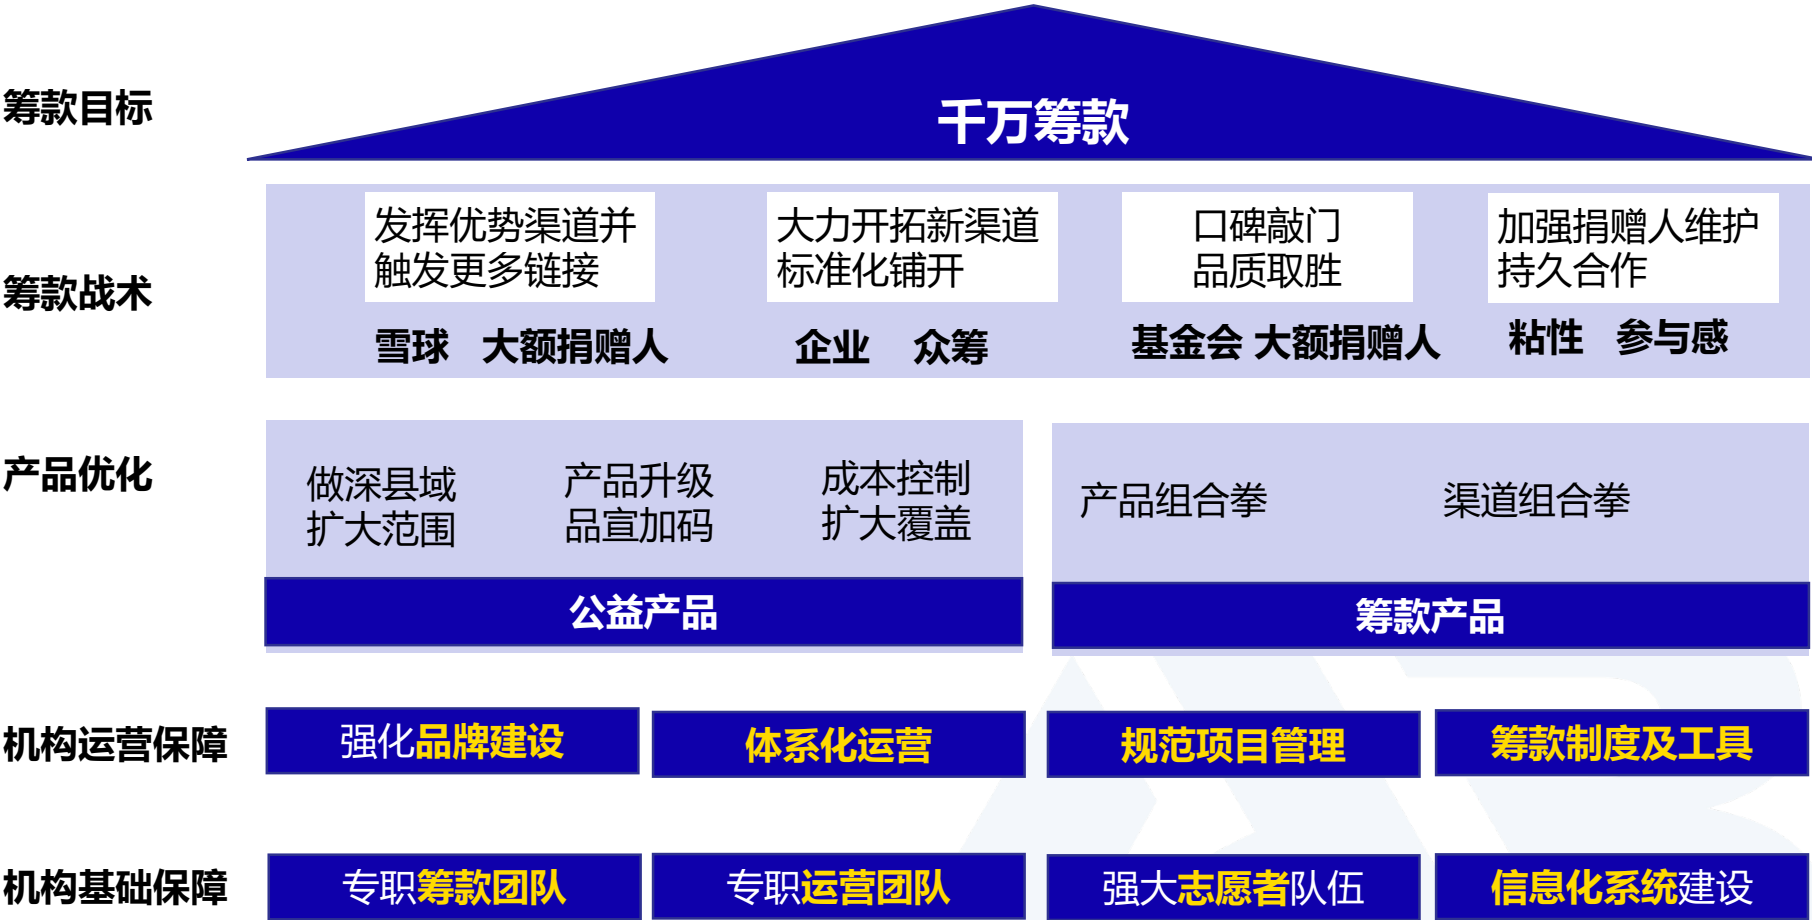 筹款目标
千万筹款
筹款战术
发挥优势渠道并
触发更多链接
雪球 大额捐赠人
大力开拓新渠道
标准化铺开
企业 众筹
口碑敲门
品质取胜
基金会 大额捐赠人
加强捐赠人维护
持久合作
粘性 参与感
产品优化
做深县域
扩大范围
产品升级
品宣加码
成本控制
扩大覆盖
公益产品
产品组合拳
渠道组合拳
筹款产品
机构运营保障
强化品牌建设
体系化运营
规范项目管理
筹款制度及工具
机构基础保障
专职筹款团队
专职运营团队
强大志愿者队伍
信息化系统建设